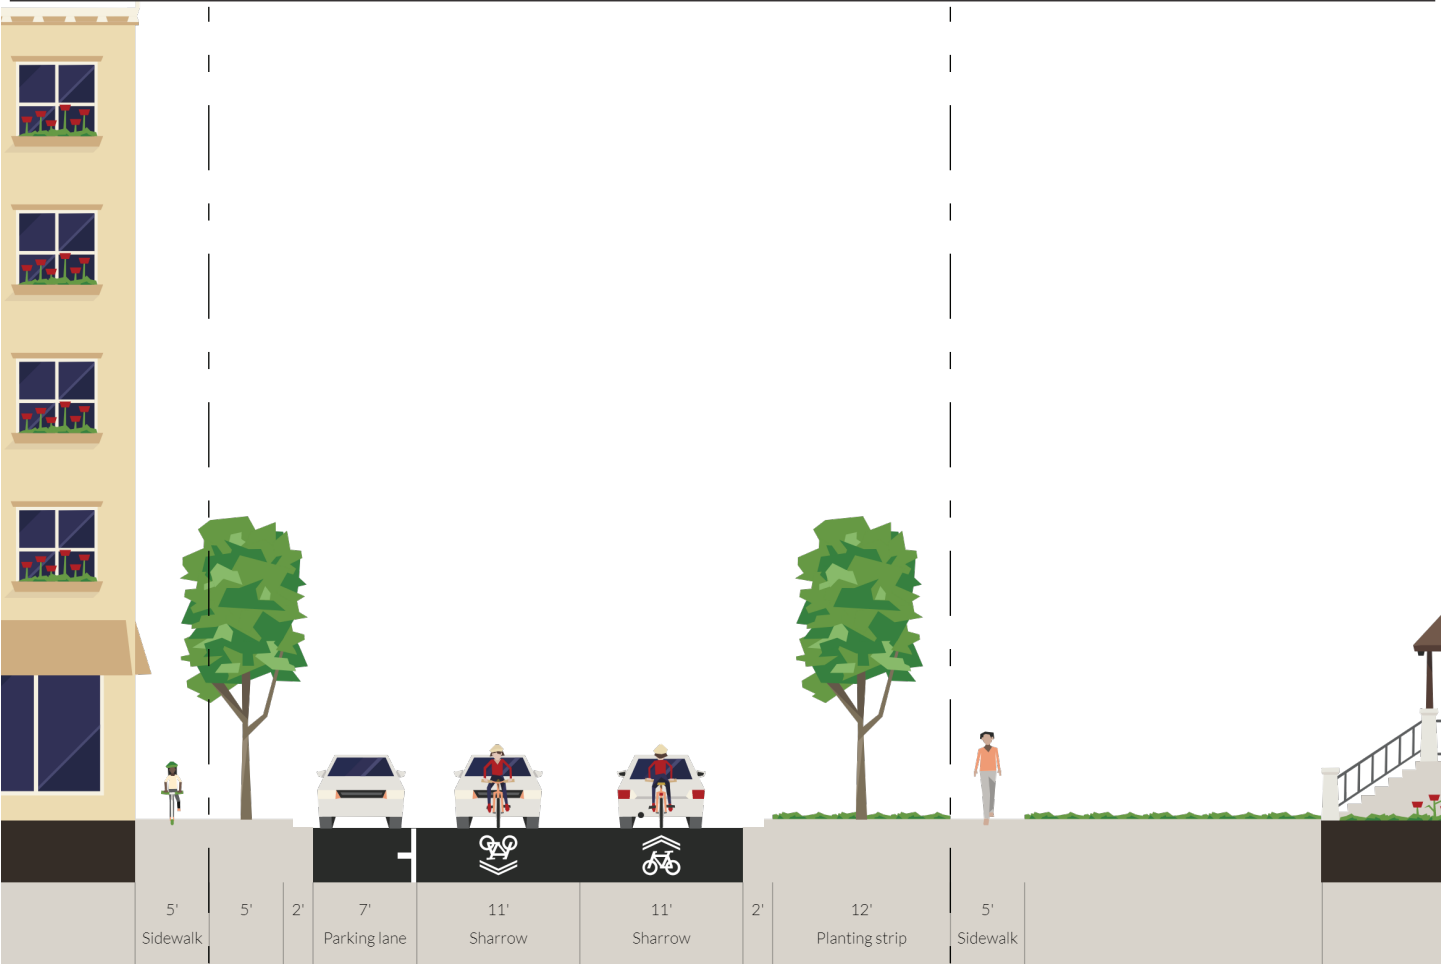 5' 5' 2' 7' 11' 11' 2' 12' 5'
Sidewalk Parking lane Sharrow Sharrow Planting strip Sidewalk